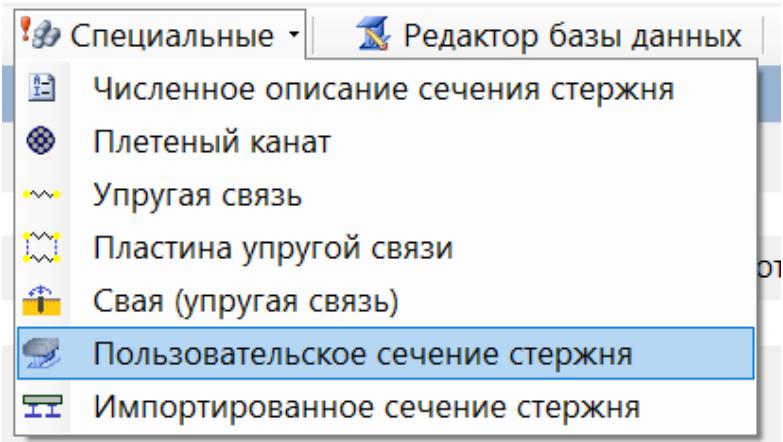 Специальные
Редактор базы данных
Численное описание сечения стержня
Плетеный канат
Упругая связь
Пластина упругой связи
от
Свая (упругая связь)
Пользовательское сечение стержня
Импортированное сечение стержня